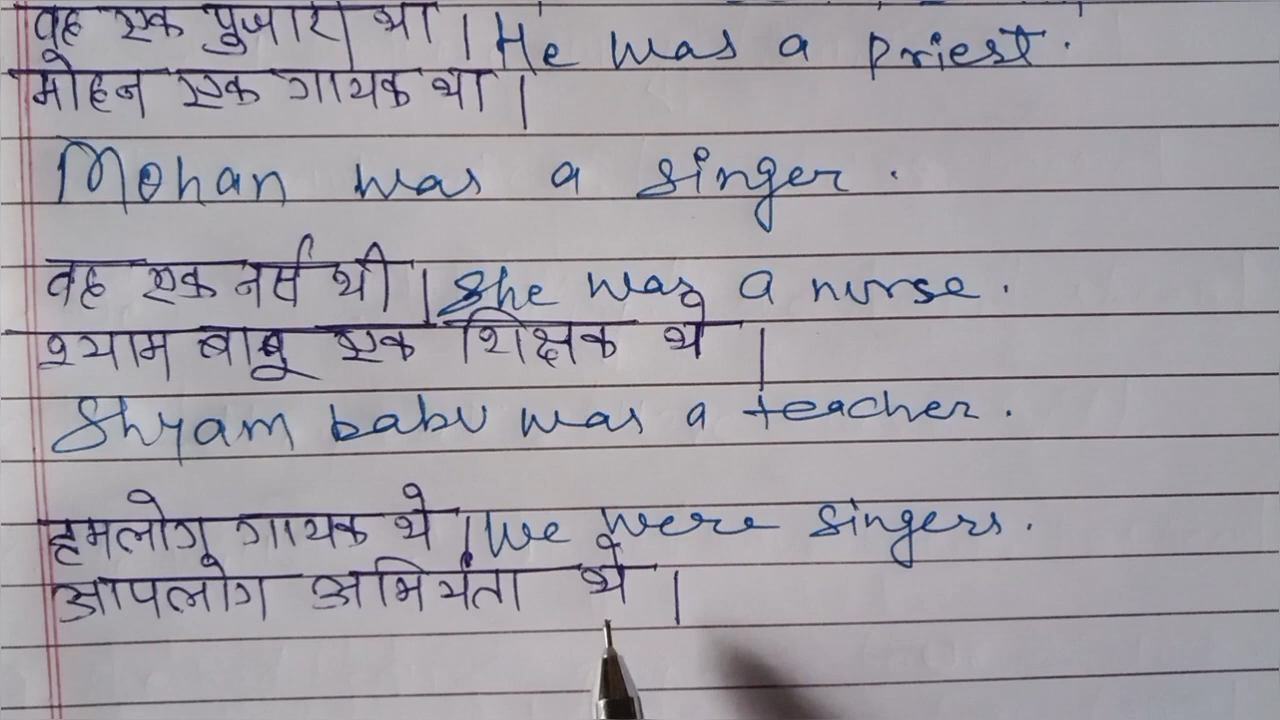 वह एक पुजारी था । He was a priest.
मोहन एक गायक था ।
Mohan was a singer.
वह एक नर्स थी । She was a nurse.
श्याम बाबू एक शिक्षक थे ।
Shyam babu was a teacher.
हमलोग गायक थे । We were singers.
आपलोग अभियंता थे ।